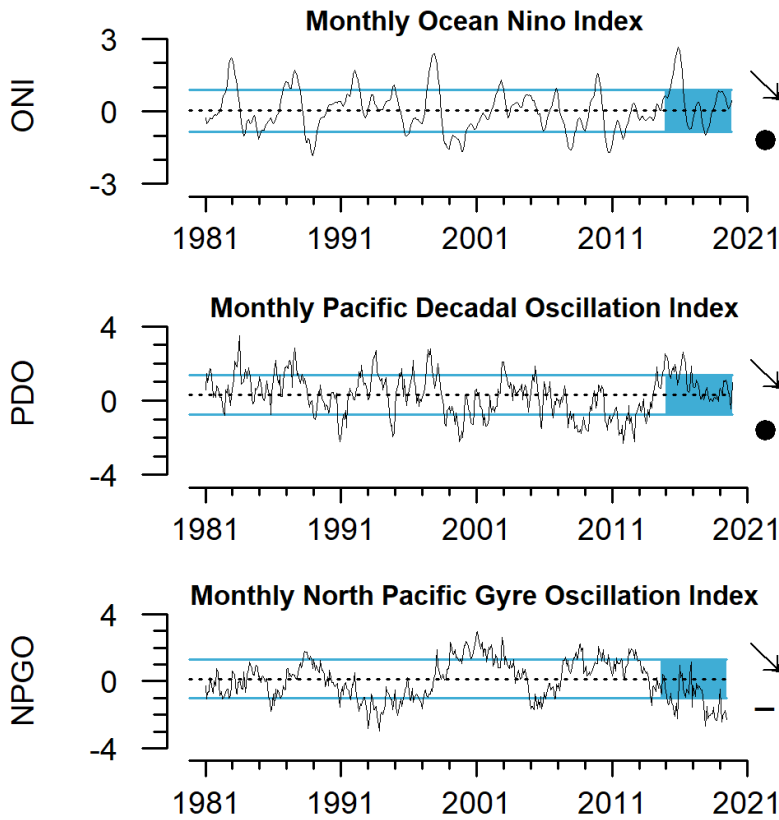 Monthly Ocean Nino Index
ONI
3
0
-3
1981 1991 2001 2011 2021
Monthly Pacific Decadal Oscillation Index
PDO
4
0
-4
1981 1991 2001 2011 2021
Monthly North Pacific Gyre Oscillation Index
NPGO
4
0
-4
1981 1991 2001 2011 2021